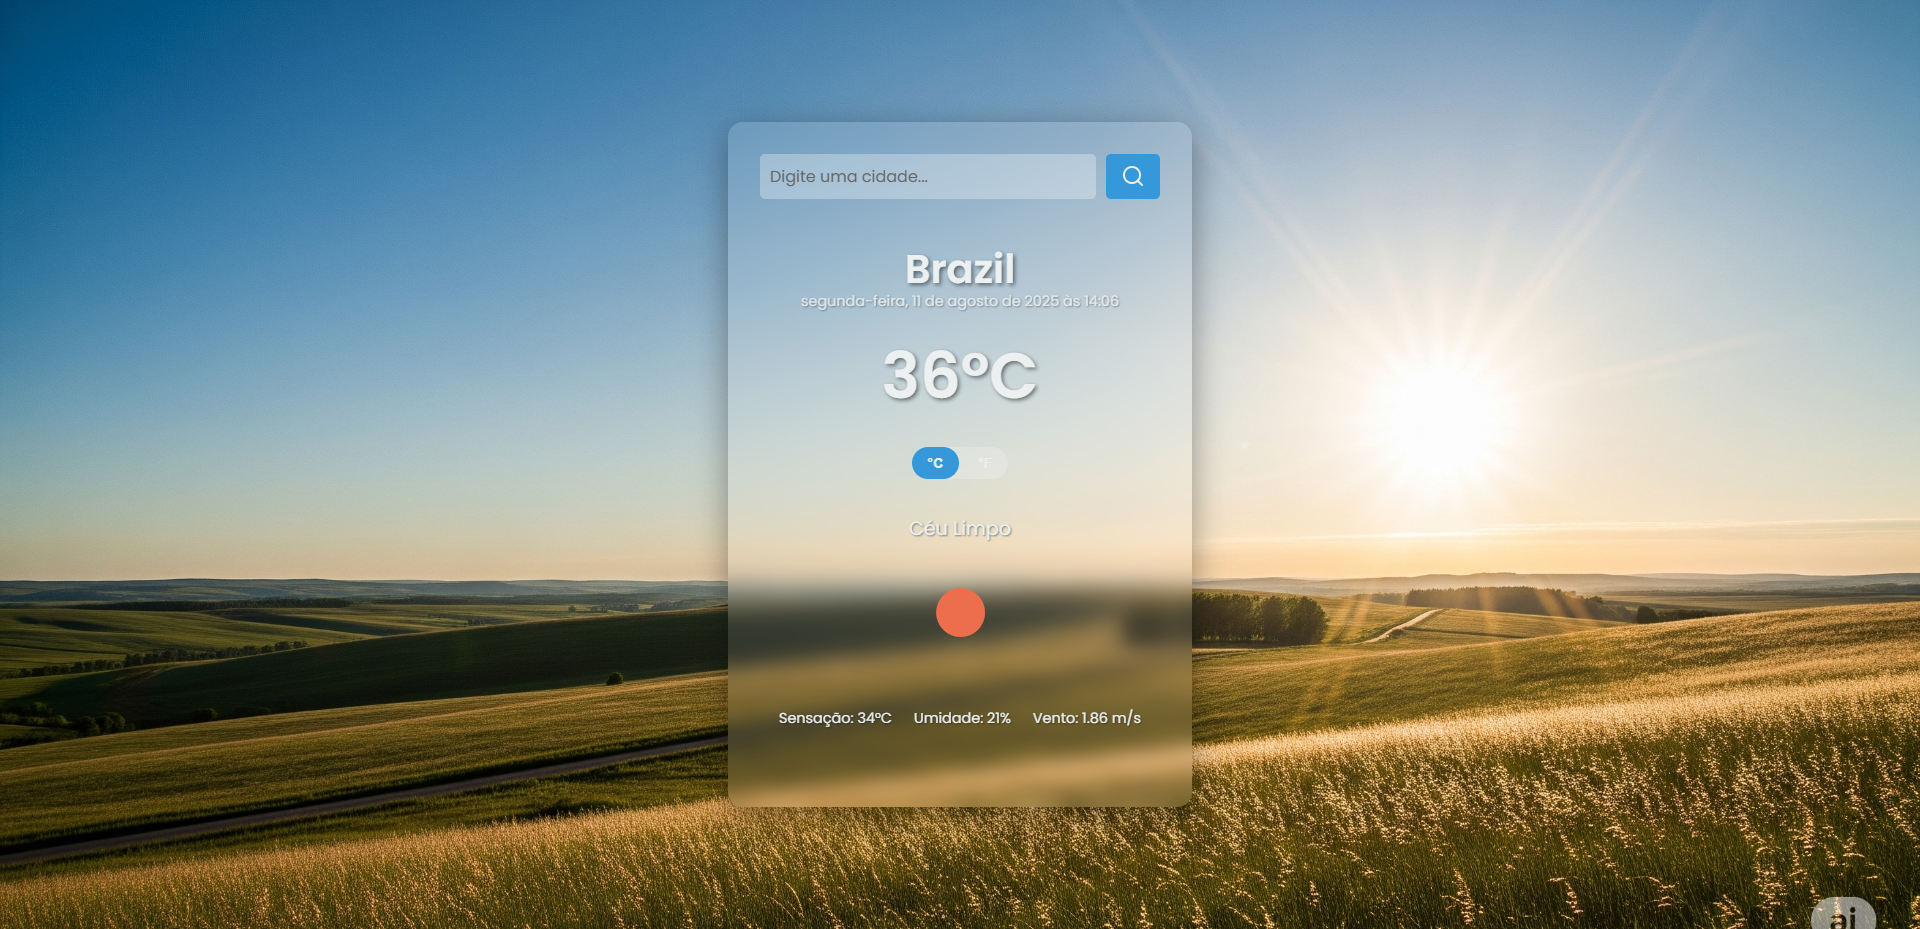 Digite uma cidade...
Brazil
segunda-feira, 11 de agosto de 2025 às 14:06
36°C
°C °F
Céu Limpo
Sensação: 34°C Umidade: 21% Vento: 1.86 m/s
ai